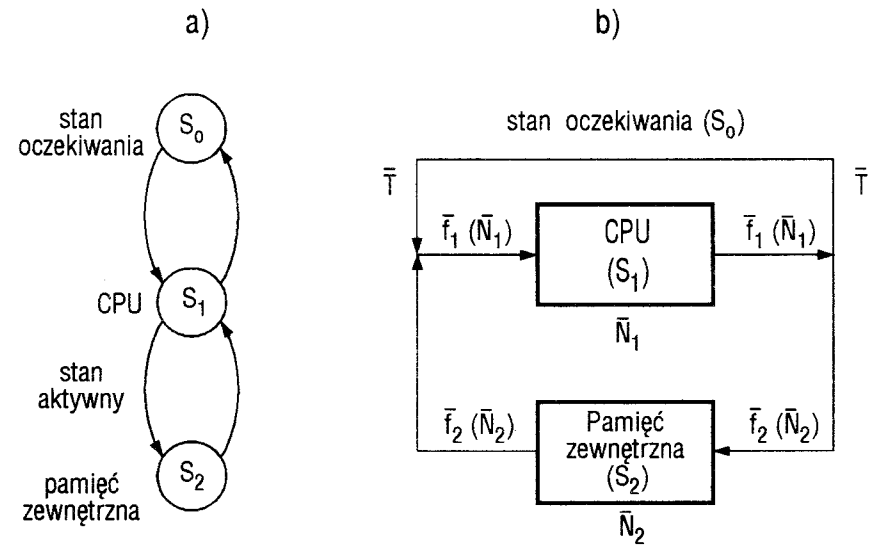 a)
S₀
stan
oczekiwania
S₁
CPU
stan
aktywny
S₂
pamięć
zewnętrzna
b)
stan oczekiwania (S₀)
T̄
T̄
f̄₁ (N̄₁)
CPU
(S₁)
f̄₁ (N̄₁)
N̄₁
f̄₂ (N̄₂)
Pamięć
zewnętrzna
(S₂)
f̄₂ (N̄₂)
N̄₂